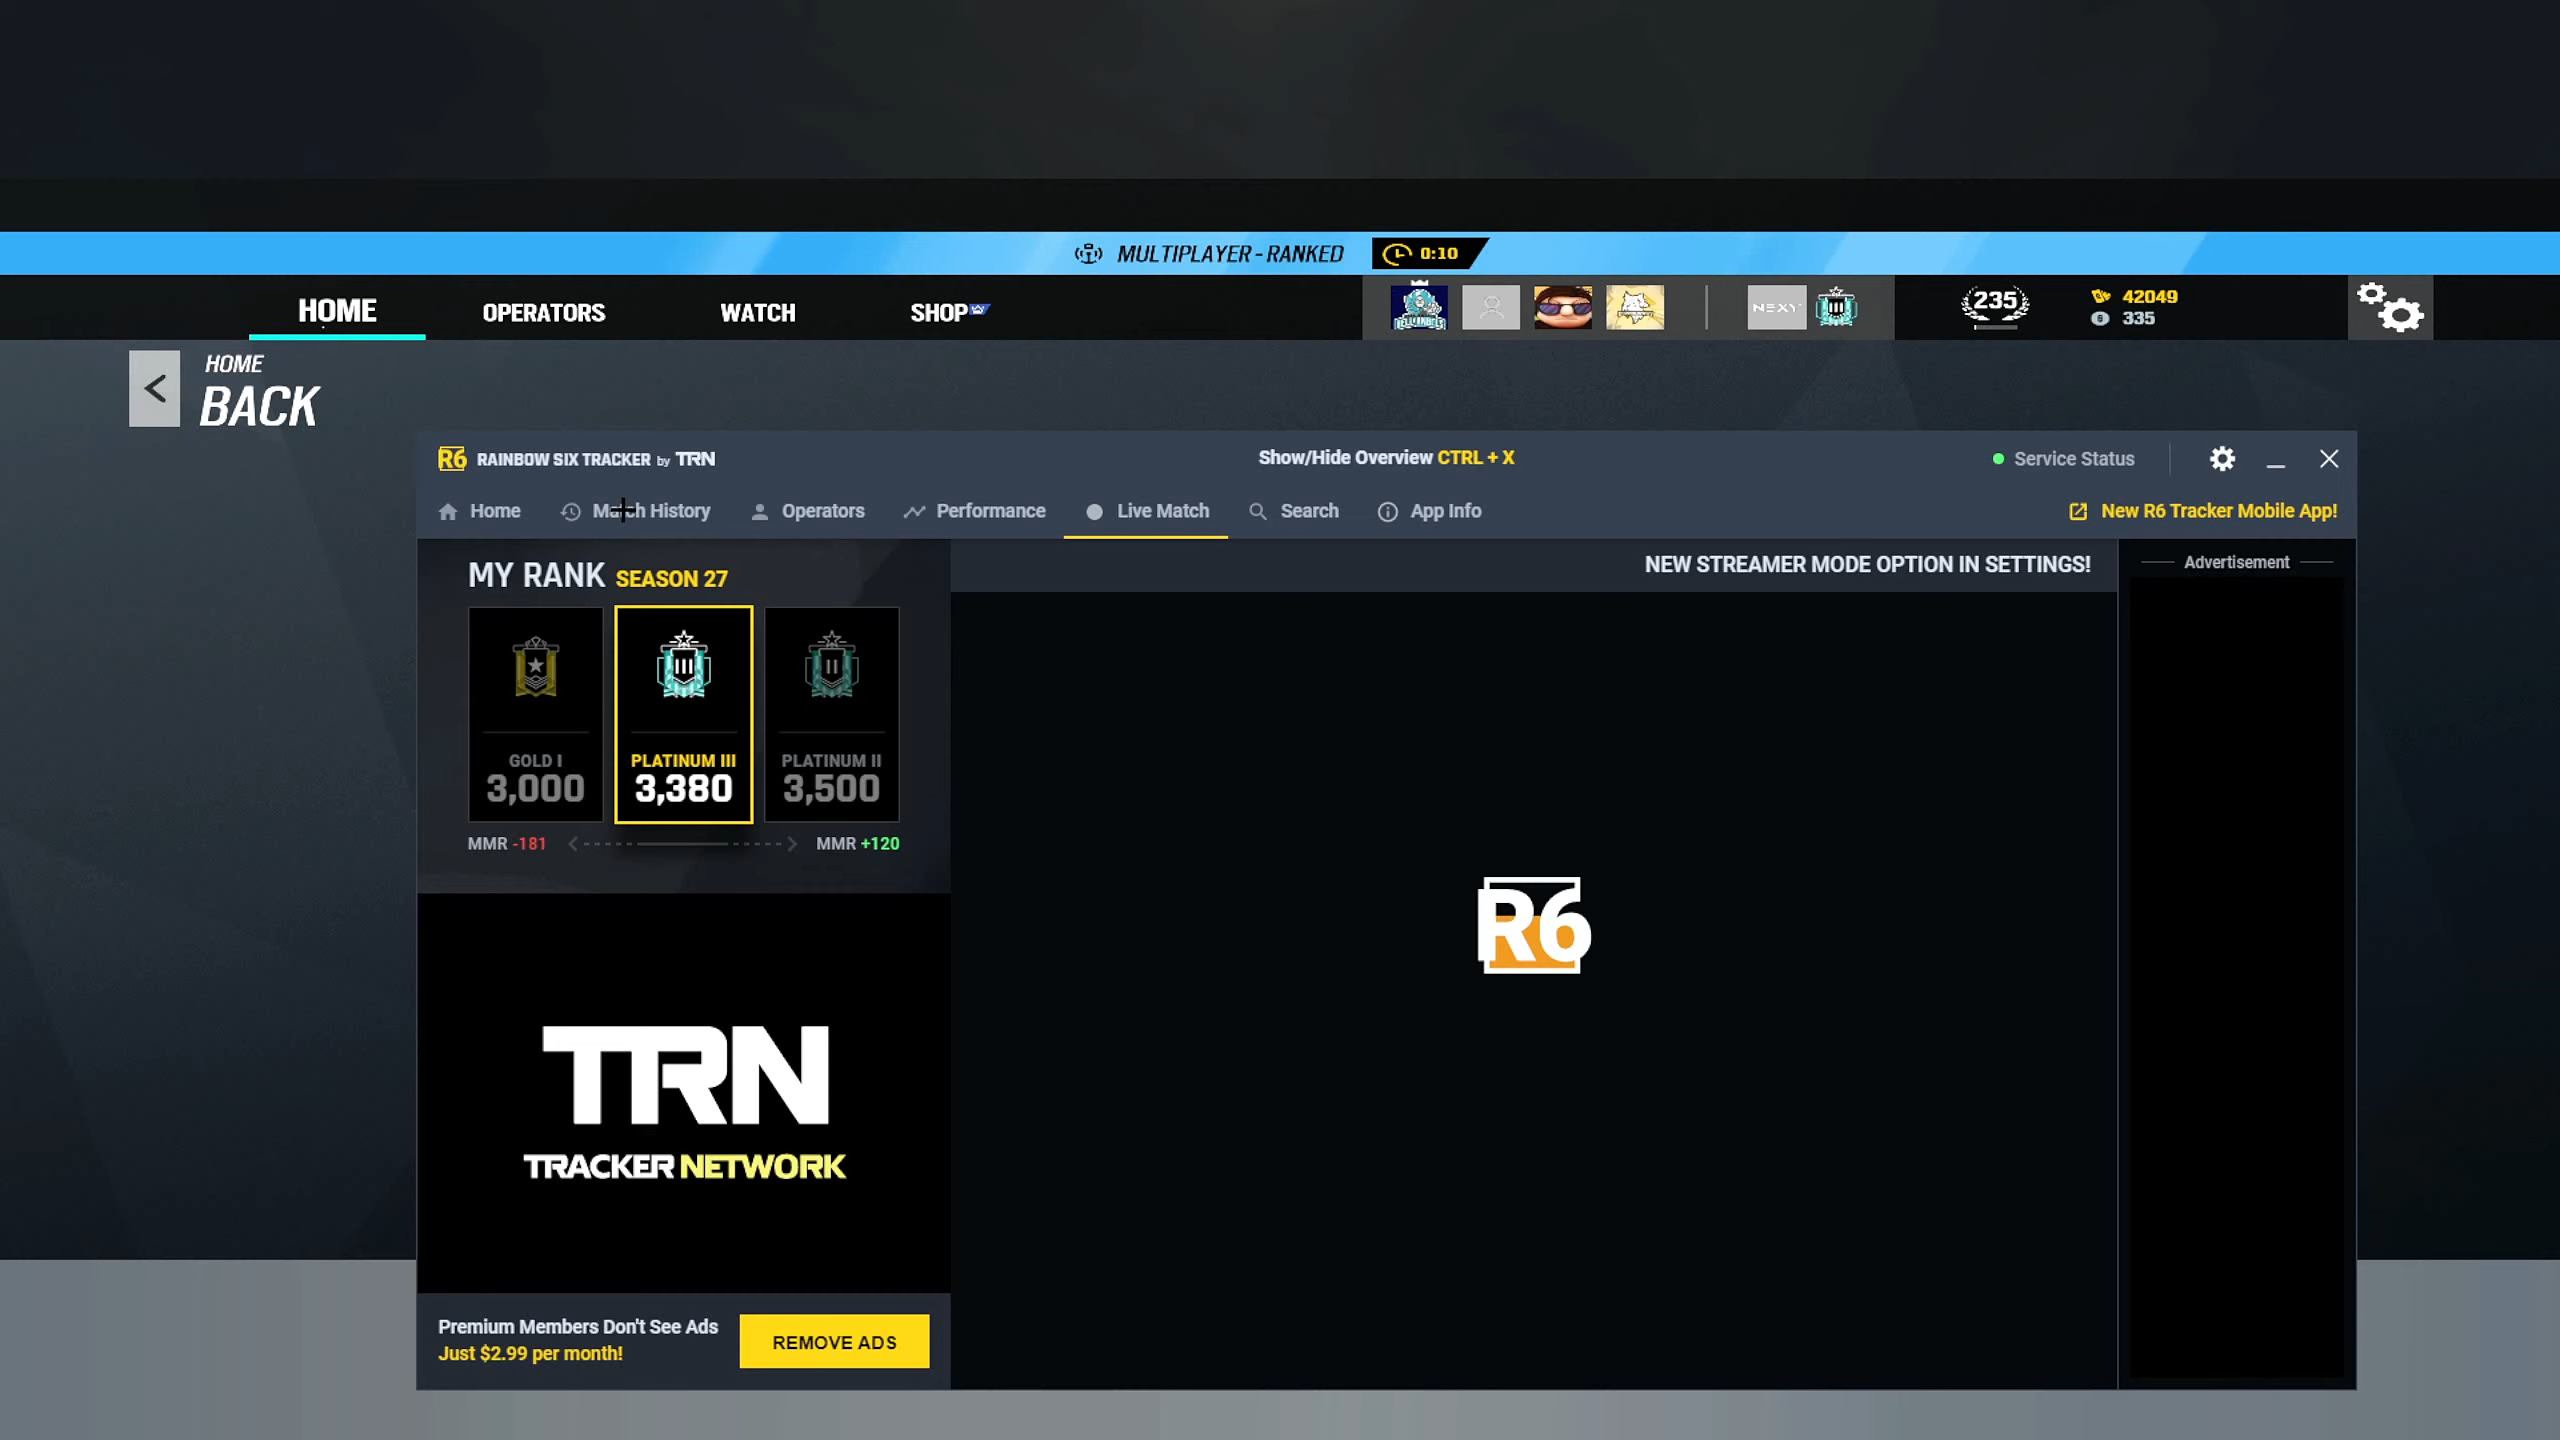 MULTIPLAYER - RANKED 0:10
HOME OPERATORS WATCH SHOP
NEXY
235
42049
335
HOME
BACK
R6 RAINBOW SIX TRACKER by TRN
Show/Hide Overview CTRL + X
Service Status
Home Match History Operators Performance Live Match Search App Info
New R6 Tracker Mobile App!
MY RANK SEASON 27
NEW STREAMER MODE OPTION IN SETTINGS!
Advertisement
GOLD I PLATINUM III PLATINUM II
3,000 3,380 3,500
MMR -181 MMR +120
R6
TRN
TRACKER NETWORK
Premium Members Don't See Ads
Just $2.99 per month!
REMOVE ADS